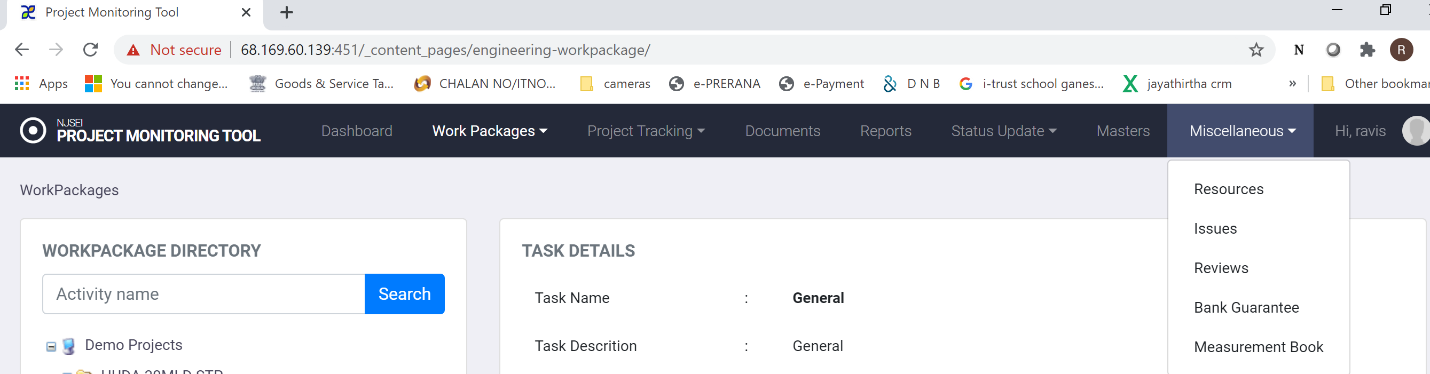 Project Monitoring Tool
Not secure 68.169.60.139:451/_content_pages/engineering-workpackage/ N R
Apps You cannot change... Goods & Service Ta... CHALAN NO/ITNO... cameras e-PRERANA e-Payment D N B i-trust school ganes... jayathirtha crm » Other bookmar
NJSEI
PROJECT MONITORING TOOL Dashboard Work Packages Project Tracking Documents Reports Status Update Masters Miscellaneous Hi, ravis
WorkPackages Resources
WORKPACKAGE DIRECTORY TASK DETAILS Issues
Activity name Search Task Name : General Reviews
Bank Guarantee
Demo Projects Task Descrition : General Measurement Book